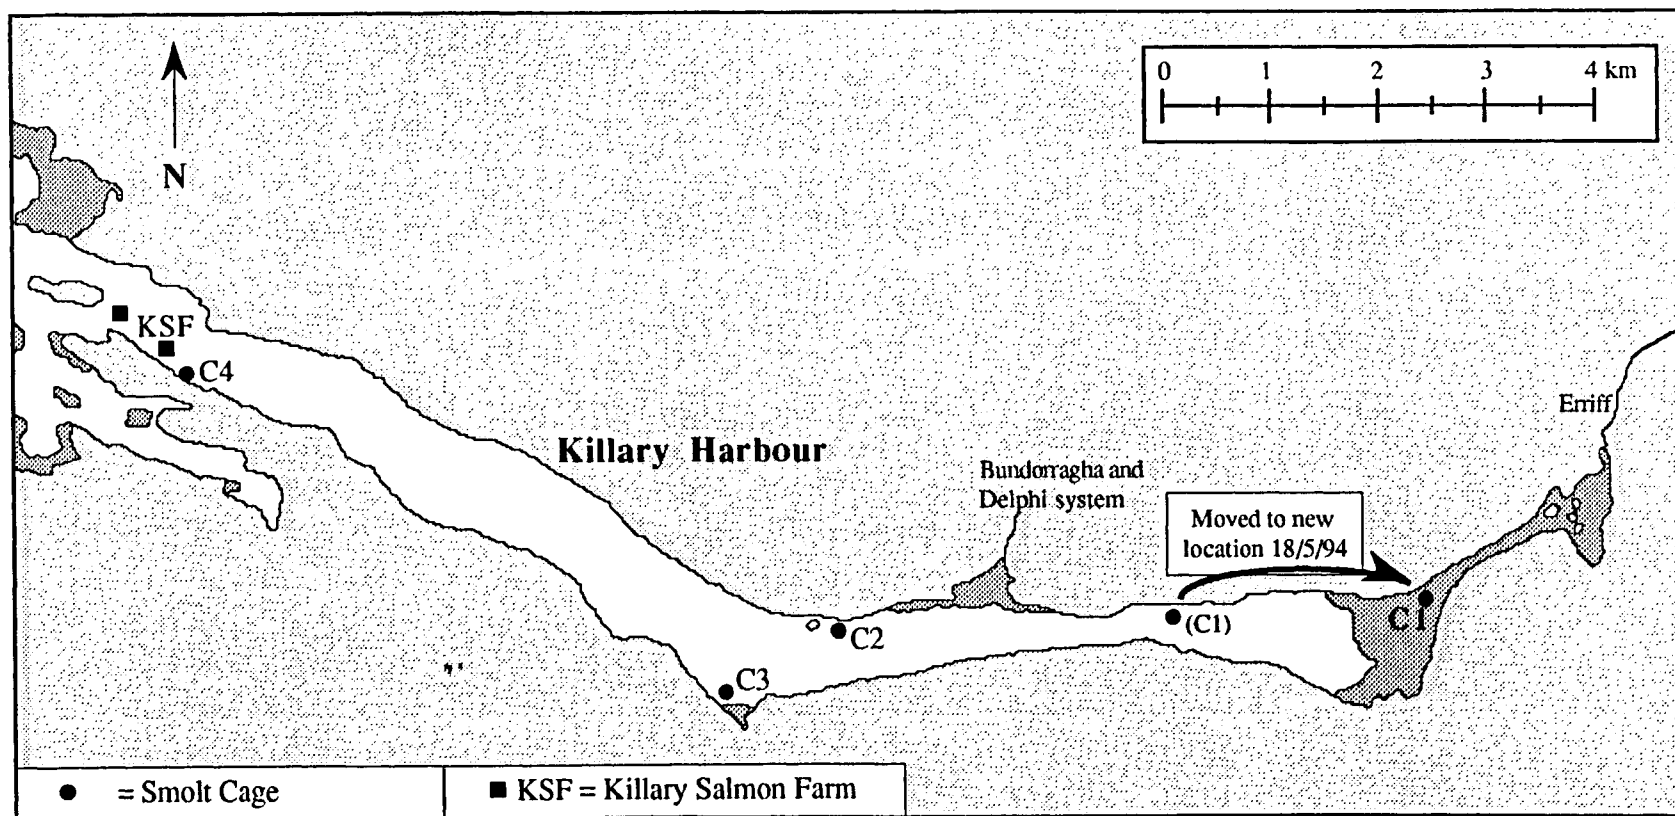 0 1 2 3 4 km
N
KSF
C4
Killary Harbour
Erriff
Bundorragha and
Delphi system
Moved to new
location 18/5/94
C1
(C1)
C2
C3
= Smolt Cage
KSF = Killary Salmon Farm